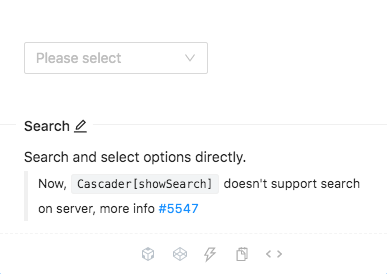 Please select
Search
Search and select options directly.
Now, Cascader[showSearch] doesn't support search
on server, more info #5547